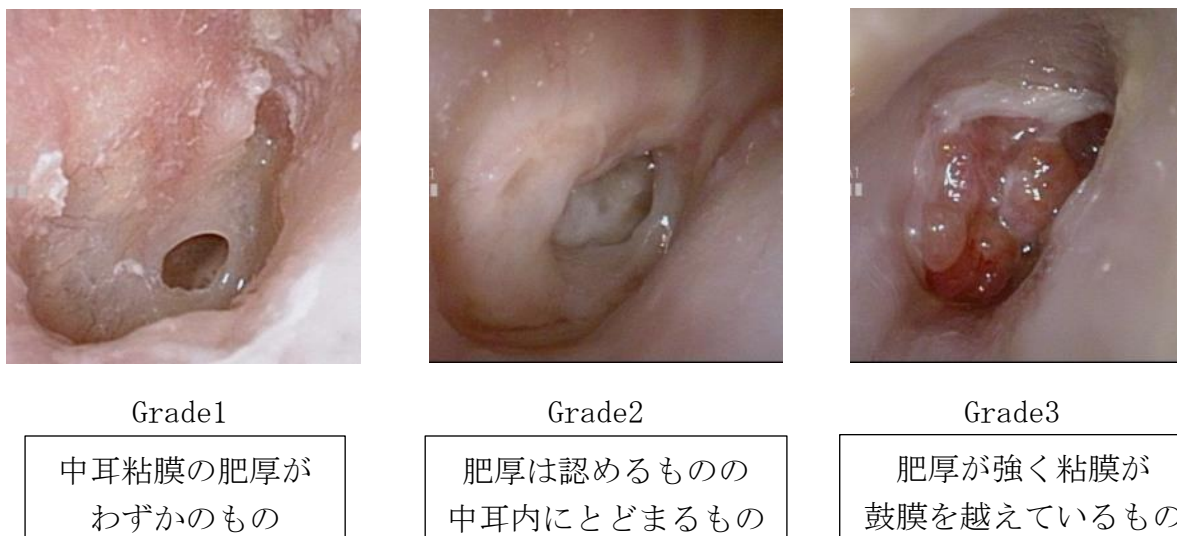 Grade1
Grade2
Grade3
中耳粘膜の肥厚が
わずかのもの
肥厚は認めるものの
中耳内にとどまるもの
肥厚が強く粘膜が
鼓膜を越えているもの